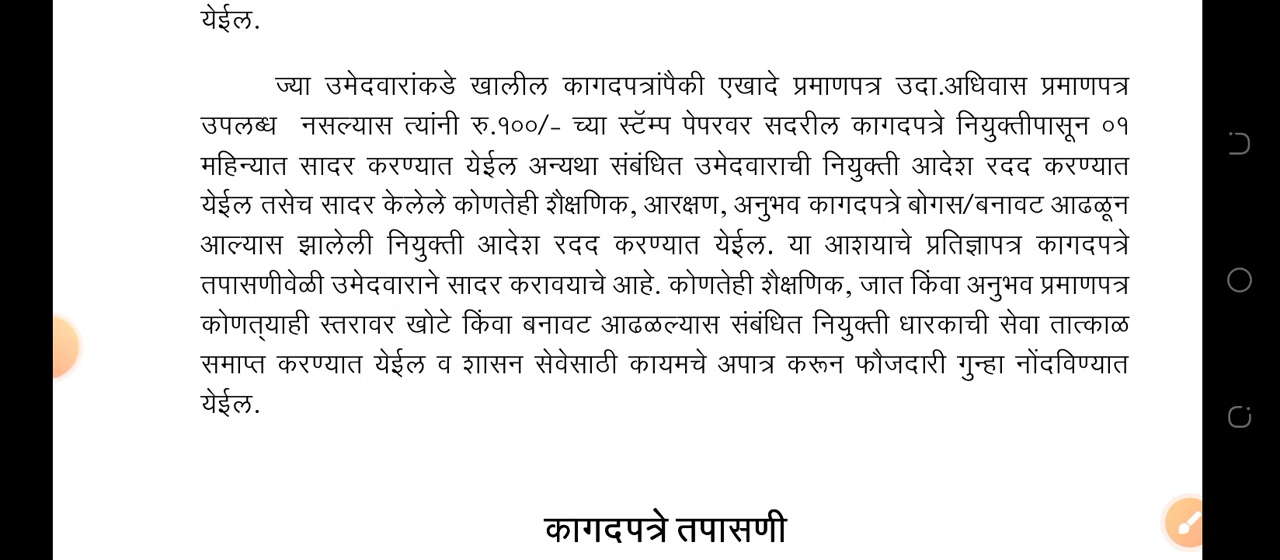 येईल.
ज्या उमेदवारांकडे खालील कागदपत्रांपैकी एखादे प्रमाणपत्र उदा.अधिवास प्रमाणपत्र
उपलब्ध नसल्यास त्यांनी रु.१००/- च्या स्टॅम्प पेपरवर सदरील कागदपत्रे नियुक्तीपासून ०१
महिन्यात सादर करण्यात येईल अन्यथा संबंधित उमेदवाराची नियुक्ती आदेश रदद करण्यात
येईल तसेच सादर केलेले कोणतेही शैक्षणिक, आरक्षण, अनुभव कागदपत्रे बोगस/बनावट आढळून
आल्यास झालेली नियुक्ती आदेश रदद करण्यात येईल. या आशयाचे प्रतिज्ञापत्र कागदपत्रे
तपासणीवेळी उमेदवाराने सादर करावयाचे आहे. कोणतेही शैक्षणिक, जात किंवा अनुभव प्रमाणपत्र
कोणत्‌याही स्तरावर खोटे किंवा बनावट आढळल्यास संबंधित नियुक्ती धारकाची सेवा तात्काळ
समाप्त करण्यात येईल व शासन सेवेसाठी कायमचे अपात्र करून फौजदारी गुन्हा नोंदविण्यात
येईल.
कागदपत्रे तपासणी